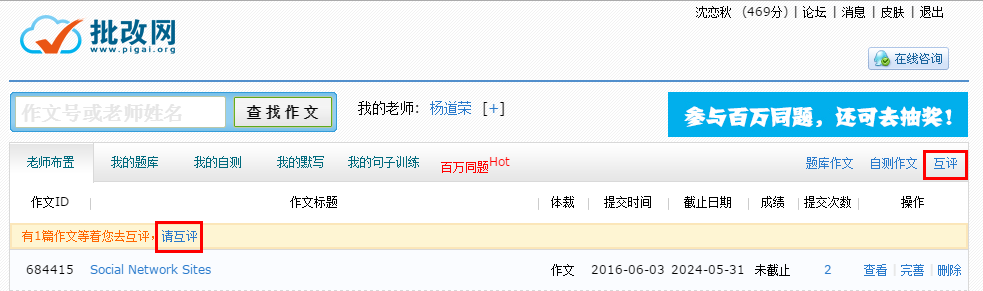 沈恋秋 （469分）| 论坛 | 消息 | 皮肤 | 退出
批改网
www.pigai.org
在线咨询
作文号或老师姓名 查找作文 我的老师：杨道荣 [+]
参与百万同题，还可去抽奖！
老师布置 我的题库 我的自测 我的默写 我的句子训练 百万同题Hot 题库作文 自测作文 互评
作文ID 作文标题 体裁 提交时间 截止日期 成绩 提交次数 操作
有1篇作文等着您去互评，请互评
684415 Social Network Sites 作文 2016-06-03 2024-05-31 未截止 2 查看 | 完善 | 删除